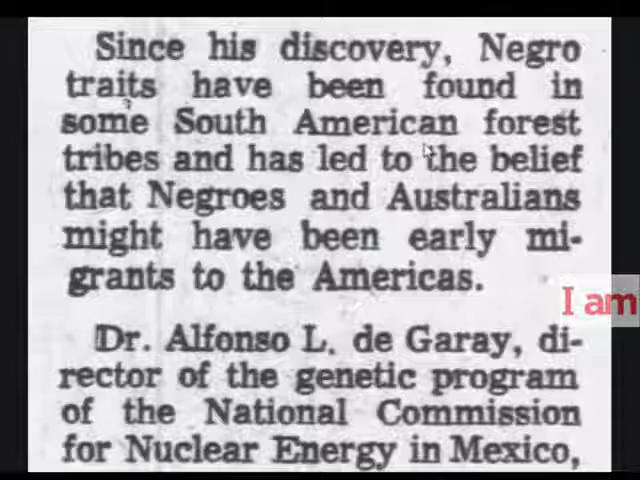 Since his discovery, Negro
traits have been found in
some South American forest
tribes and has led to the belief
that Negroes and Australians
might have been early mi-
grants to the Americas.
I am
Dr. Alfonso L. de Garay, di-
rector of the genetic program
of the National Commission
for Nuclear Energy in Mexico,